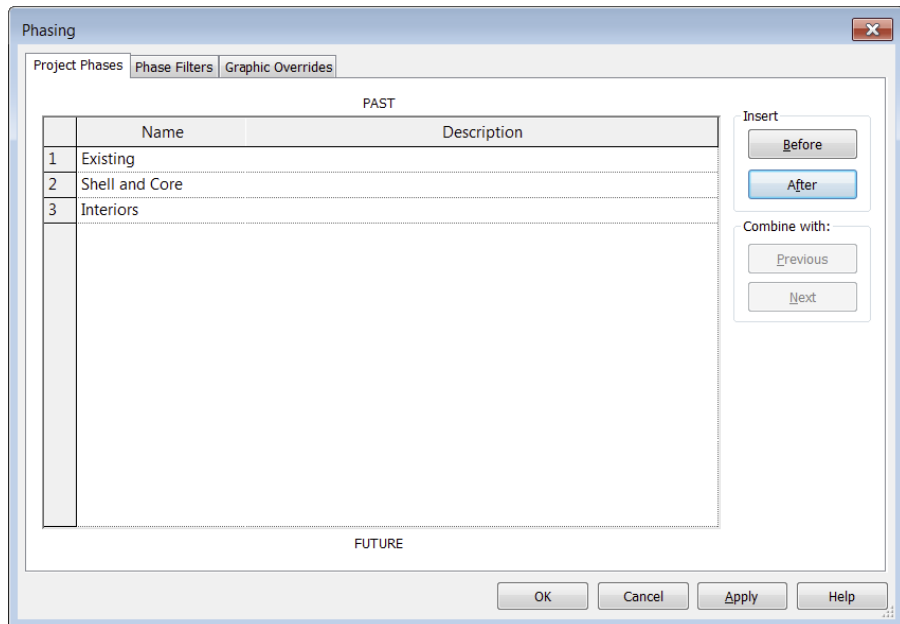 Phasing
Project Phases Phase Filters Graphic Overrides
PAST
Name Description
1 Existing
2 Shell and Core
3 Interiors
FUTURE
Insert
Before
After
Combine with:
Previous
Next
OK Cancel Apply Help